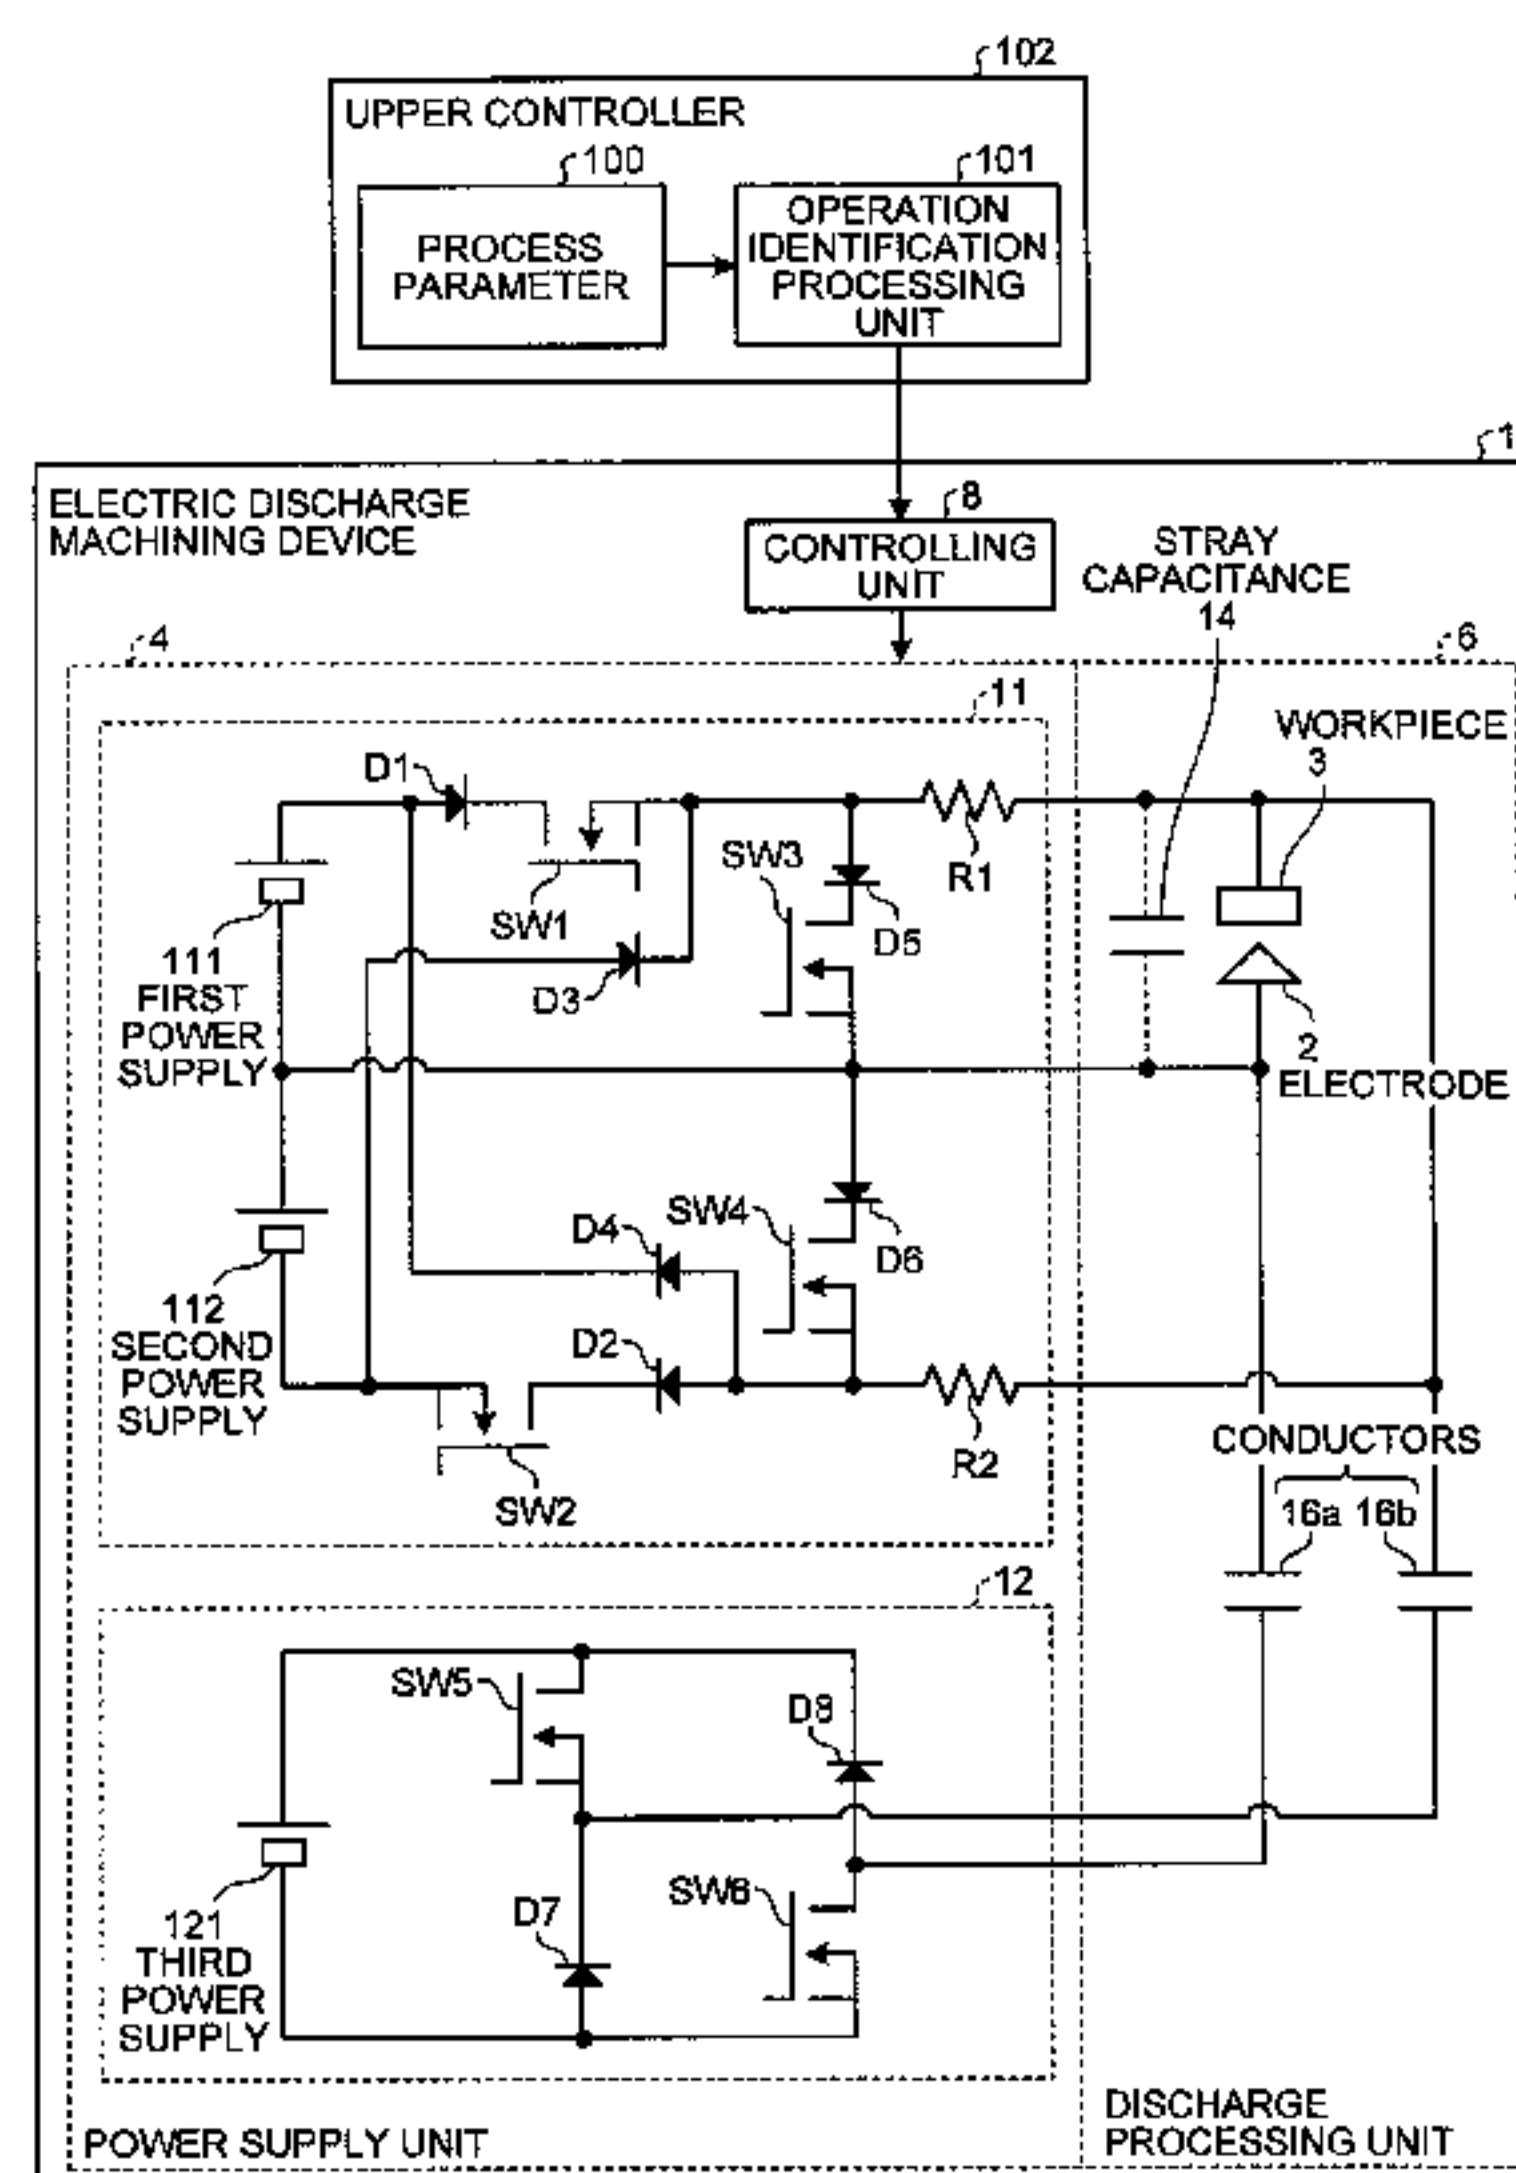 102
UPPER CONTROLLER
100
101
PROCESS
PARAMETER
OPERATION
IDENTIFICATION
PROCESSING
UNIT
1
ELECTRIC DISCHARGE
MACHINING DEVICE
8
CONTROLLING
UNIT
STRAY
CAPACITANCE
14
4
6
11
WORKPIECE
3
D1
SW1
SW3
R1
D5
D3
111
FIRST
POWER
SUPPLY
2
ELECTRODE
D4
SW4
D6
112
SECOND
POWER
SUPPLY
D2
R2
SW2
CONDUCTORS
16a 16b
12
SW5
D8
D7
SW6
121
THIRD
POWER
SUPPLY
POWER SUPPLY UNIT
DISCHARGE
PROCESSING UNIT